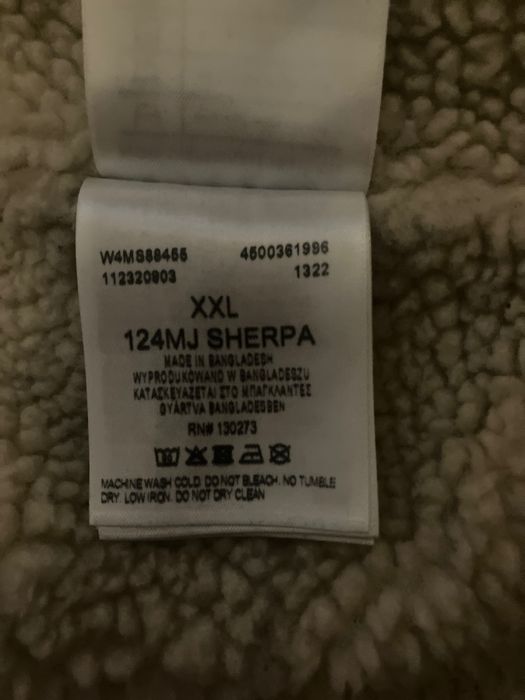 W4MS88455 4500361996
112320903 1322
XXL
124MJ SHERPA
MADE IN BANGLADESH
WYPRODUKOWANO W BANGLADESZU
ΚΑΤΑΣΚΕΥΑΖΕΤΑΙ ΣΤΟ ΜΠΑΓΚΛΑΝΤΕΣ
GYÁRTVA BANGLADESBEN
RN# 130273
MACHINE WASH COLD. DO NOT BLEACH. NO TUMBLE
DRY. LOW IRON. DO NOT DRY CLEAN